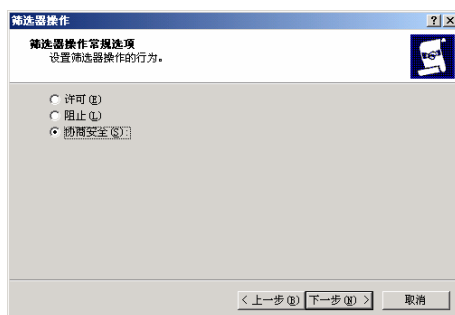 筛选器操作
筛选器操作常规选项
设置筛选器操作的行为。
许可(E)
阻止(L)
协商安全(S):
< 上一步(B)
下一步(N) >
取消